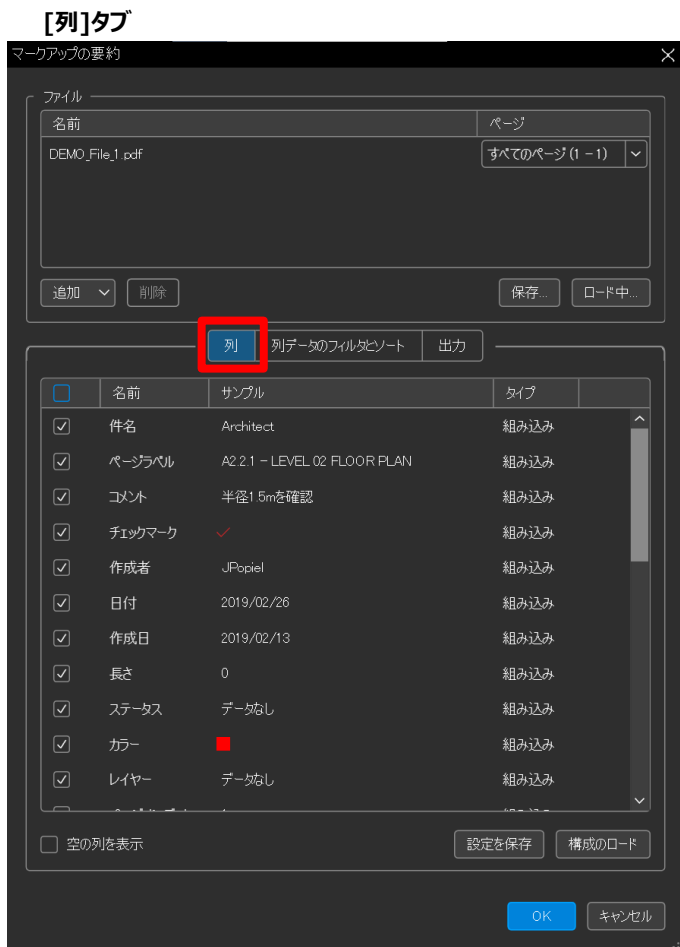 [列]タブ
マークアップの要約
ファイル
名前 ページ
DEMO_File_1.pdf すべてのページ (1 - 1)
追加 削除 保存... ロード中...
列 列データのフィルタとソート 出力
名前 サンプル タイプ
件名 Architect 組み込み
ページラベル A2.2.1 - LEVEL 02 FLOOR PLAN 組み込み
コメント 半径1.5mを確認 組み込み
チェックマーク 組み込み
作成者 JPopiel 組み込み
日付 2019/02/26 組み込み
作成日 2019/02/13 組み込み
長さ 0 組み込み
ステータス データなし 組み込み
カラー 組み込み
レイヤー データなし 組み込み
空の列を表示 設定を保存 構成のロード
OK キャンセル